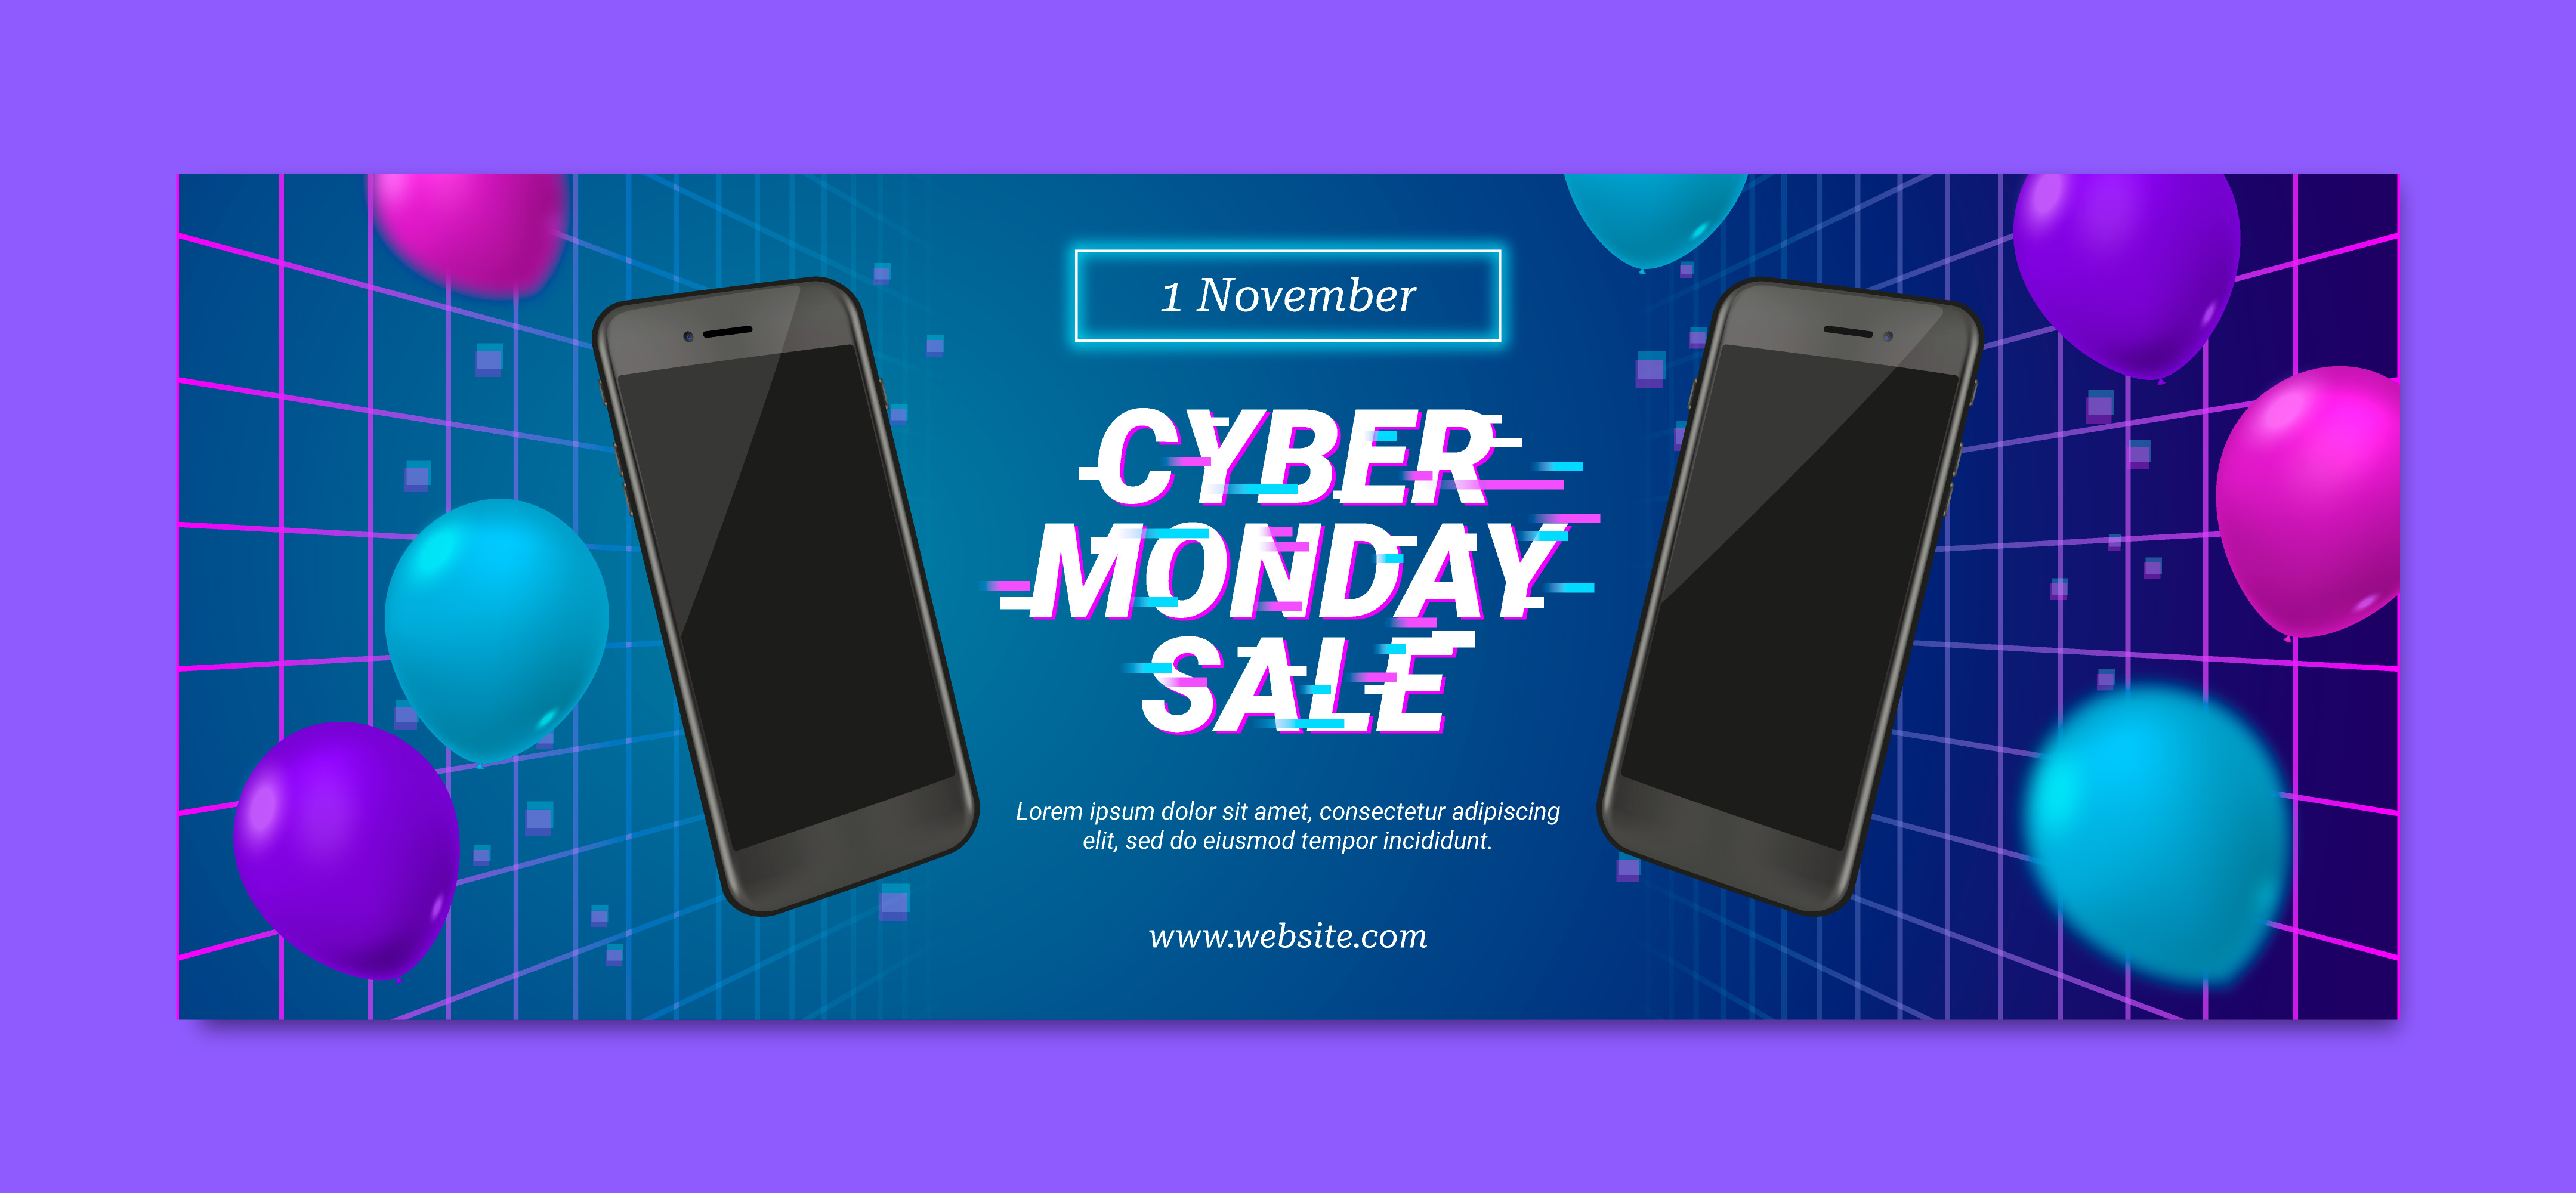 1 November
CYBER
MONDAY
SALE
Lorem ipsum dolor sit amet, consectetur adipiscing
elit, sed do eiusmod tempor incididunt.
www.website.com